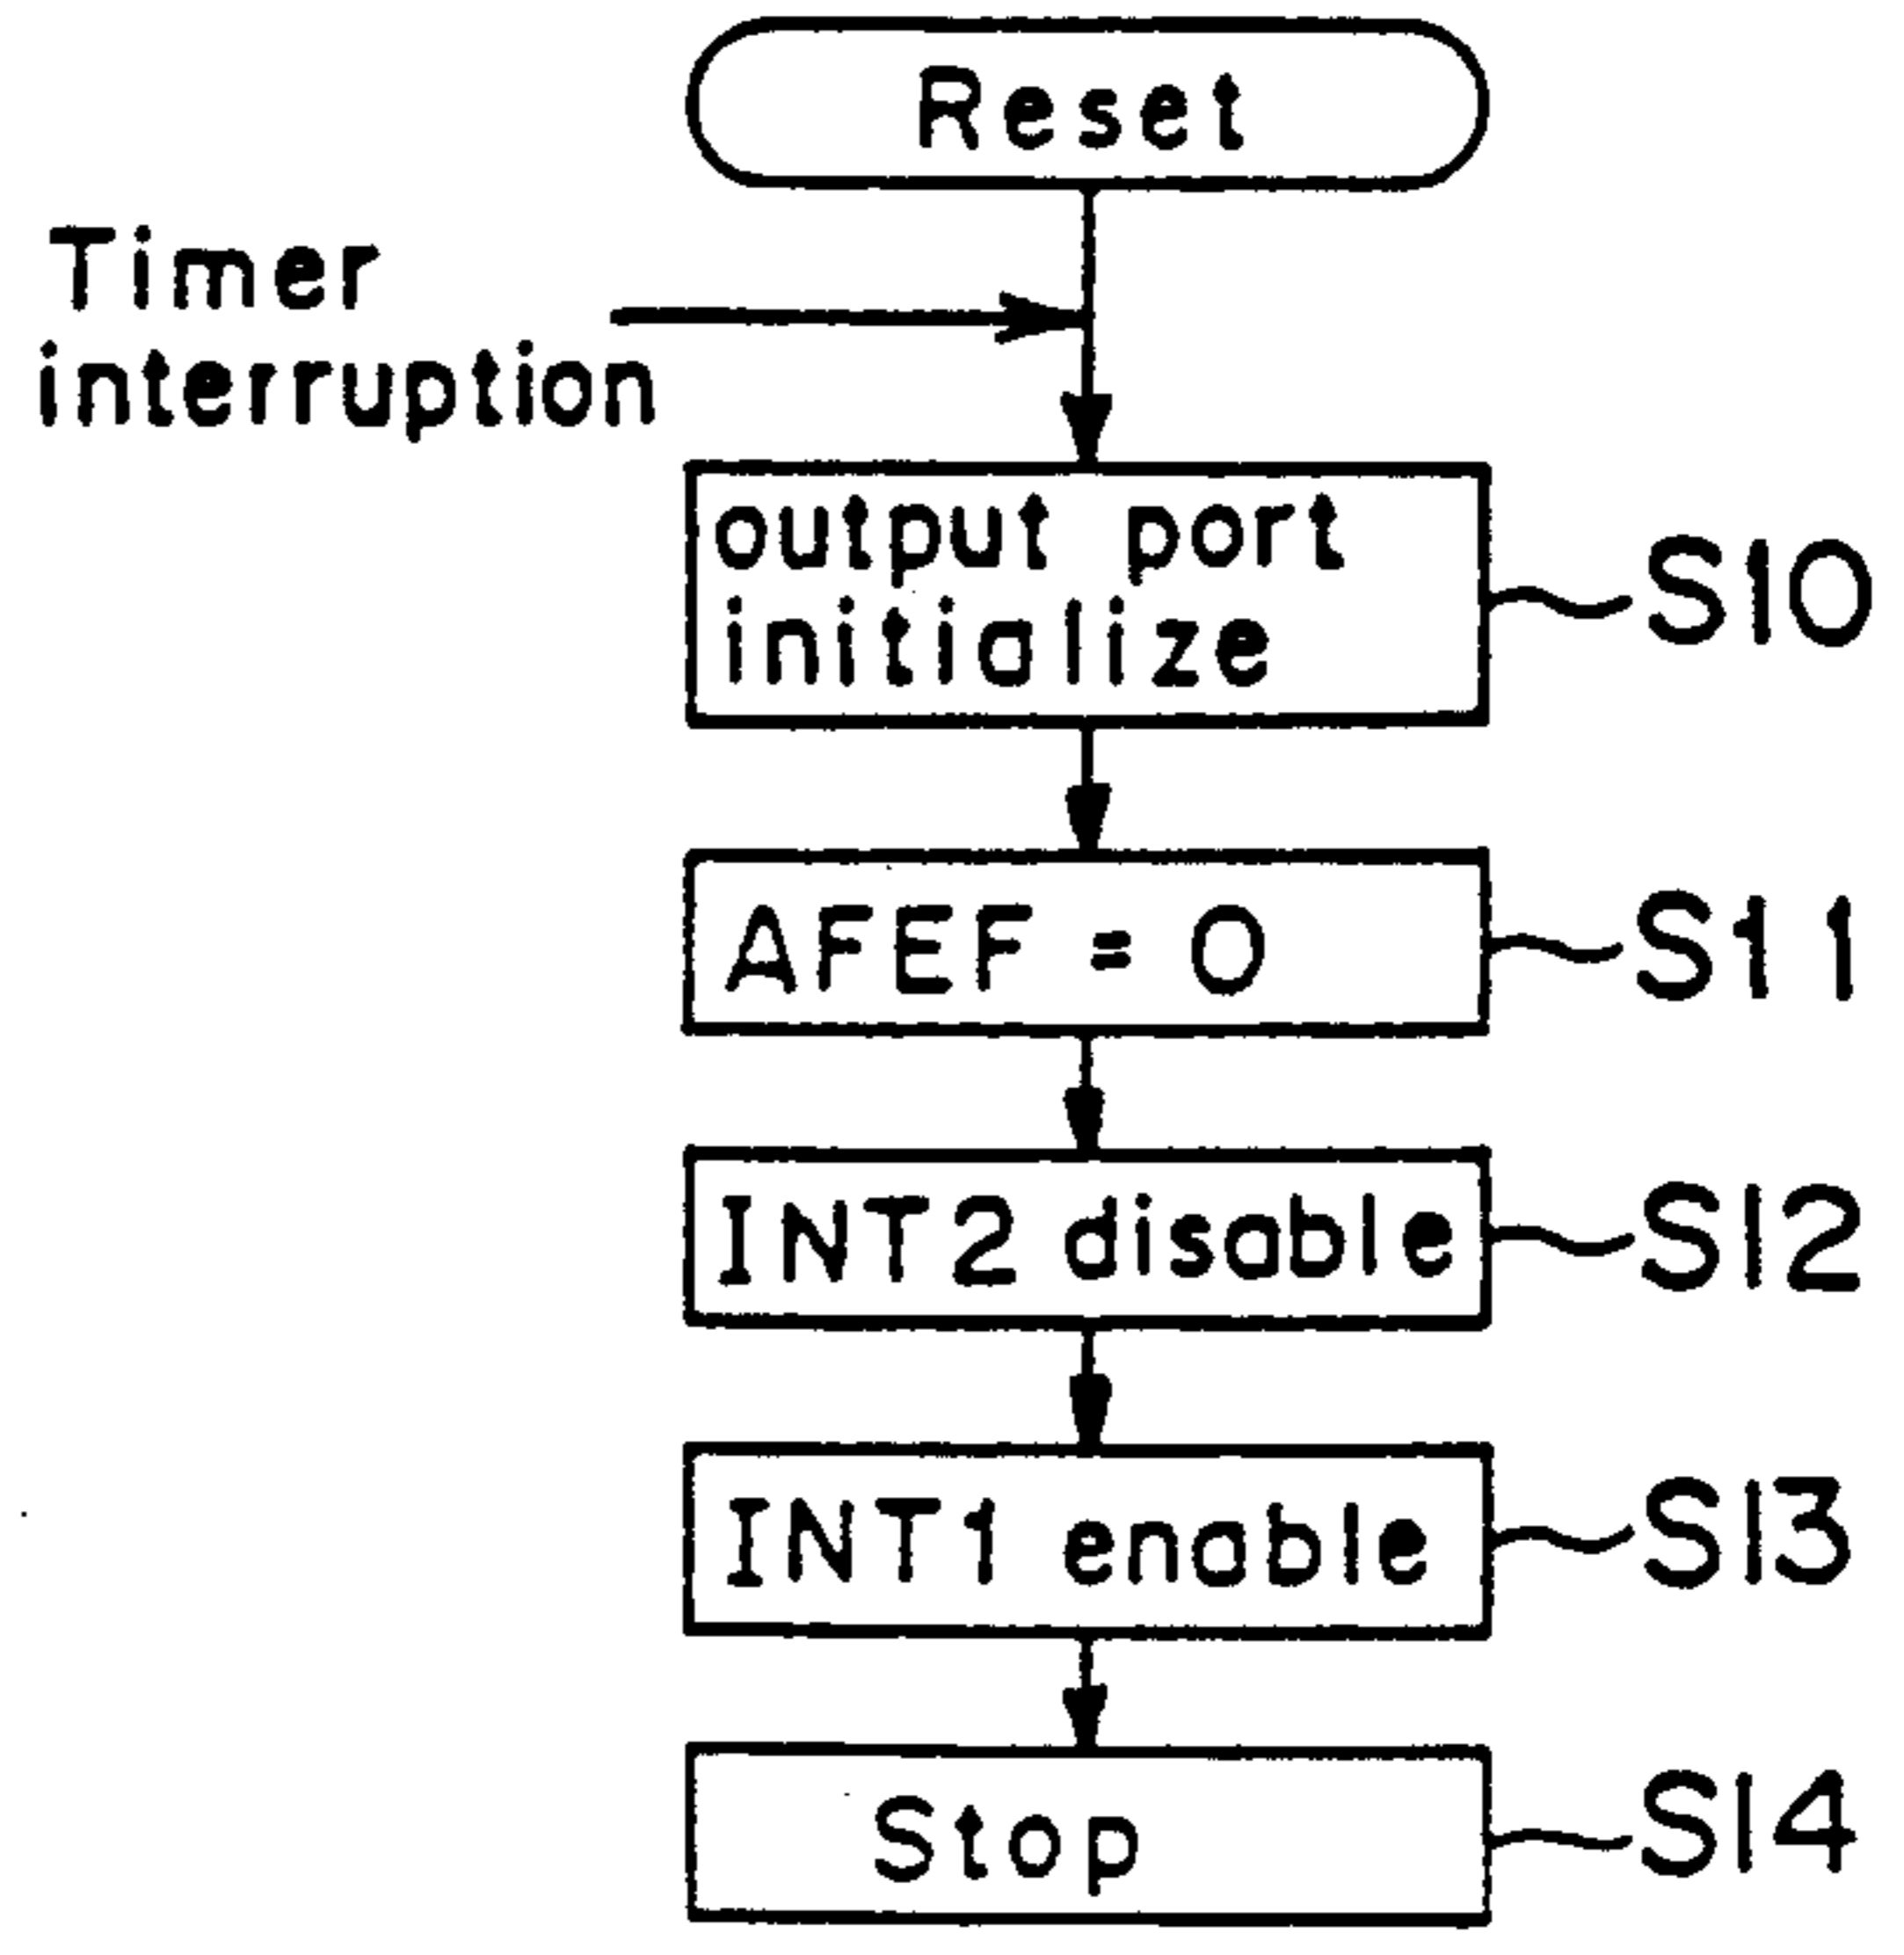 Reset
Timer
interruption
output port
initialize
S10
AFEF = 0
S11
INT2 disable
S12
INT1 enable
S13
Stop
S14